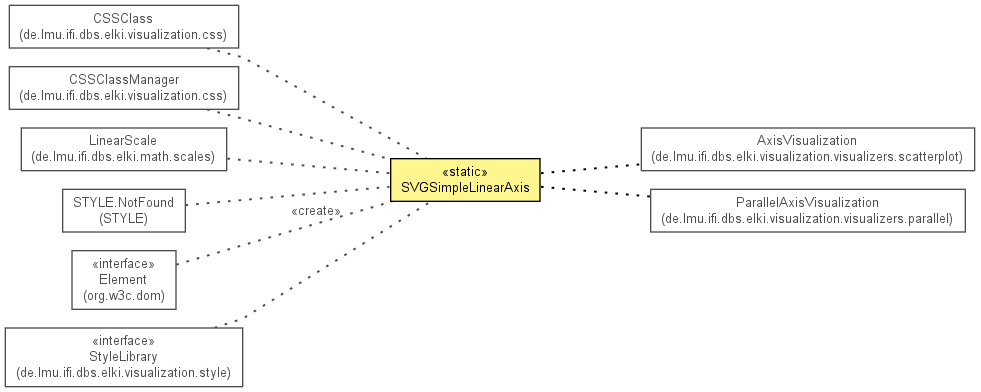 CSSClass
(de.lmu.ifi.dbs.elki.visualization.css)
CSSClassManager
(de.lmu.ifi.dbs.elki.visualization.css)
LinearScale
(de.lmu.ifi.dbs.elki.math.scales)
STYLE.NotFound
(STYLE)
«interface»
Element
(org.w3c.dom)
«interface»
StyleLibrary
(de.lmu.ifi.dbs.elki.visualization.style)
«create»
«static»
SVGSimpleLinearAxis
AxisVisualization
(de.lmu.ifi.dbs.elki.visualization.visualizers.scatterplot)
ParallelAxisVisualization
(de.lmu.ifi.dbs.elki.visualization.visualizers.parallel)